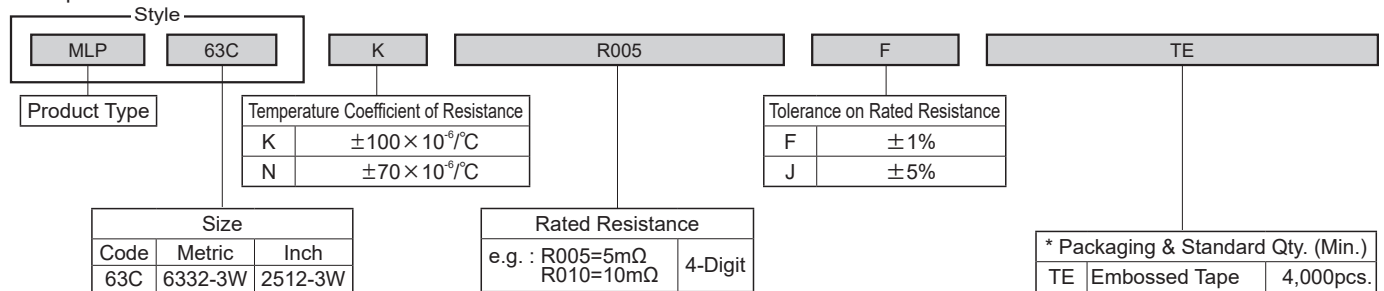 Style
MLP 63C K R005 F TE
Product Type
Temperature Coefficient of Resistance
K ±100×10⁻⁶/℃
N ±70×10⁻⁶/℃
Tolerance on Rated Resistance
F ±1%
J ±5%
Size
Code Metric Inch
63C 6332-3W 2512-3W
Rated Resistance
e.g. : R005=5mΩ
R010=10mΩ
4-Digit
* Packaging & Standard Qty. (Min.)
TE Embossed Tape 4,000pcs.